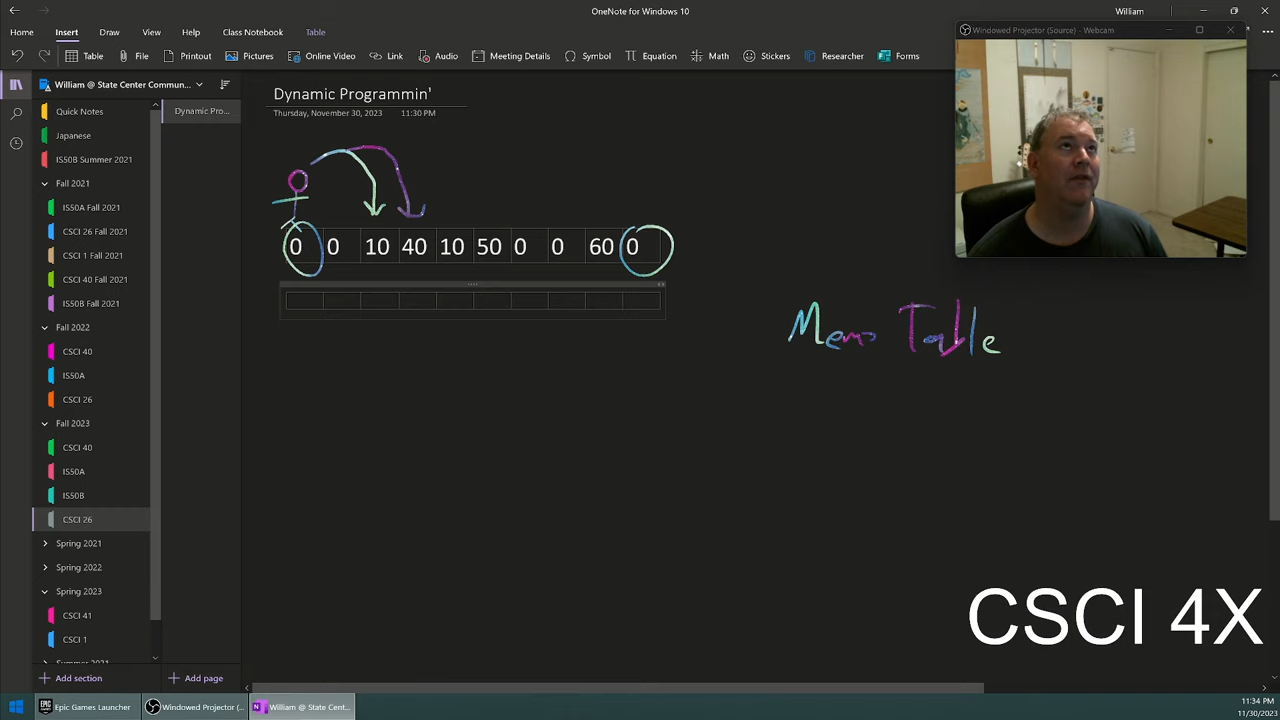 OneNote for Windows 10
William
Home Insert Draw View Help Class Notebook Table
Table File Printout Pictures Online Video Link Audio Meeting Details Symbol Equation Math Stickers Researcher Forms
Windowed Projector (Source) - Webcam
William @ State Center Commun...
Quick Notes
Japanese
IS50B Summer 2021
Fall 2021
IS50A Fall 2021
CSCI 26 Fall 2021
CSCI 1 Fall 2021
CSCI 40 Fall 2021
IS50B Fall 2021
Fall 2022
CSCI 40
IS50A
CSCI 26
Fall 2023
CSCI 40
IS50A
IS50B
CSCI 26
Spring 2021
Spring 2022
Spring 2023
CSCI 41
CSCI 1
Summer 2021
Add section
Dynamic Pro...
Add page
Dynamic Programmin'
Thursday, November 30, 2023 11:30 PM
0 0 10 40 10 50 0 0 60 0
Memo Table
CSCI 4X
EPIC GAMES
Epic Games Launcher
Windowed Projector (...
William @ State Cent...
11:34 PM
11/30/2023